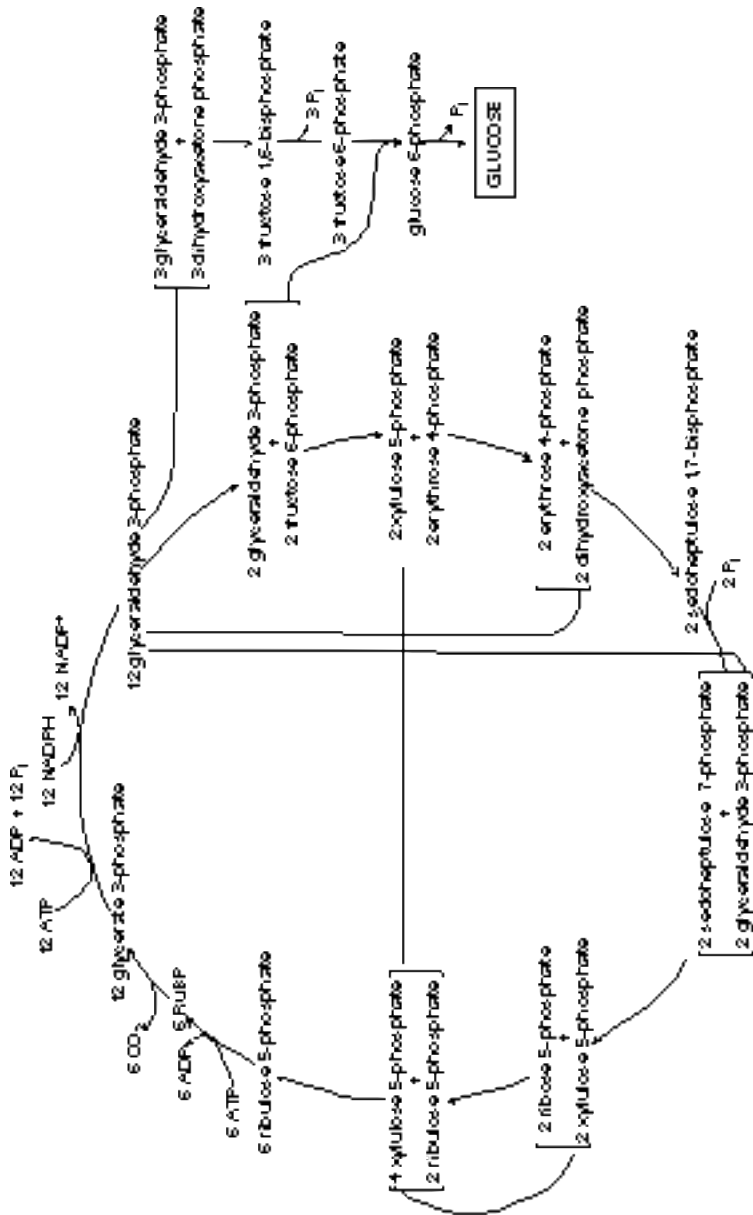 12 ADP + 12 Pi
12 ATP
12 NADPH
12 NADP+
12 glycerate 3-phosphate
12 glyceraldehyde 3-phosphate
6 CO2
6 RuBP
6 ADP
6 ATP
6 ribulose 5-phosphate
3 glyceraldehyde 3-phosphate
+
3 dihydroxyacetone phosphate
3 fructose 1,6-bisphosphate
3 Pi
3 fructose 6-phosphate
glucose 6-phosphate
Pi
GLUCOSE
2 glyceraldehyde 3-phosphate
+
2 fructose 6-phosphate
2 xylulose 5-phosphate
+
2 erythrose 4-phosphate
2 erythrose 4-phosphate
+
2 dihydroxyacetone phosphate
2 sedoheptulose 1,7-bisphosphate
2 Pi
2 sedoheptulose 7-phosphate
+
2 glyceraldehyde 3-phosphate
2 ribose 5-phosphate
+
2 xylulose 5-phosphate
4 xylulose 5-phosphate
+
2 ribulose 5-phosphate